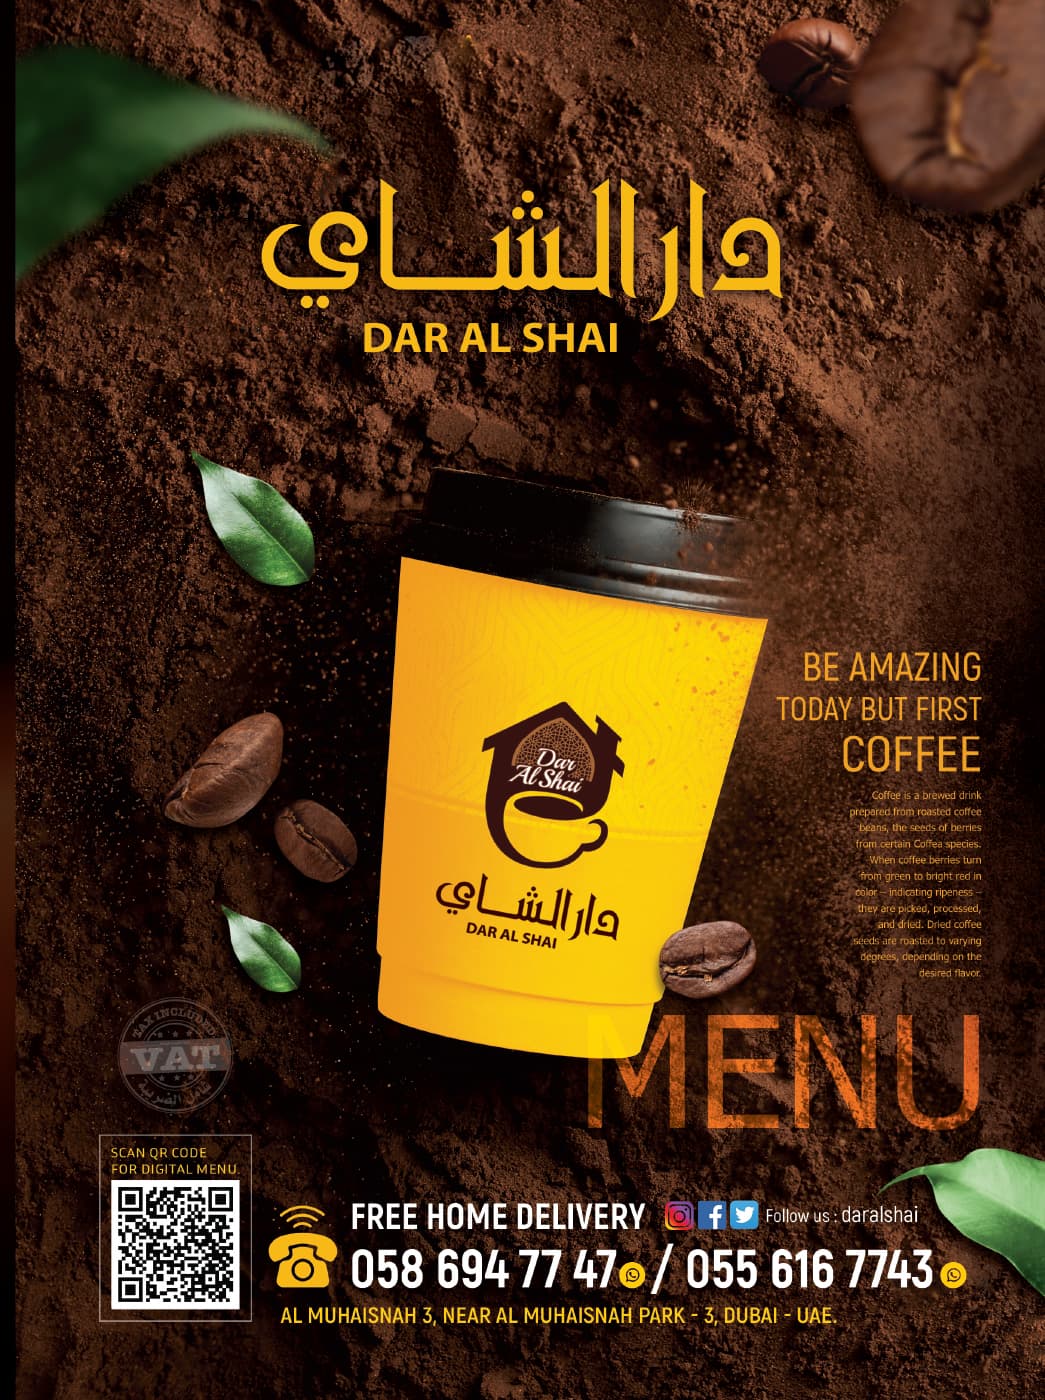 دار الشاي
DAR AL SHAI
Dar
Al Shai
دار الشاي
DAR AL SHAI
BE AMAZING
TODAY BUT FIRST
COFFEE
Coffee is a brewed drink
prepared from roasted coffee
beans, the seeds of berries
from certain Coffea species.
When coffee berries turn
from green to bright red in
color – indicating ripeness –
they are picked, processed,
and dried. Dried coffee
seeds are roasted to varying
degrees, depending on the
desired flavor.
MENU
TAX INCLUDED
VAT
شامل الضريبة
SCAN QR CODE
FOR DIGITAL MENU.
FREE HOME DELIVERY
Follow us : daralshai
058 694 77 47 / 055 616 7743
AL MUHAISNAH 3, NEAR AL MUHAISNAH PARK - 3, DUBAI - UAE.